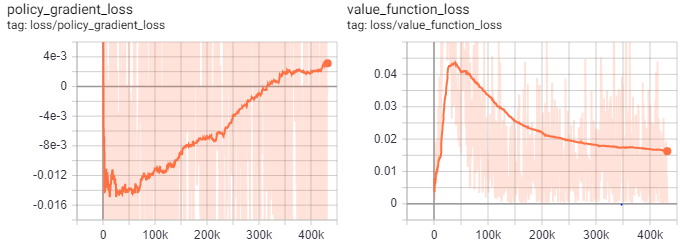 policy_gradient_loss
tag: loss/policy_gradient_loss
4e-3
0
-4e-3
-8e-3
-0.012
-0.016
0 100k 200k 300k 400k
value_function_loss
tag: loss/value_function_loss
0.04
0.03
0.02
0.01
0
0 100k 200k 300k 400k